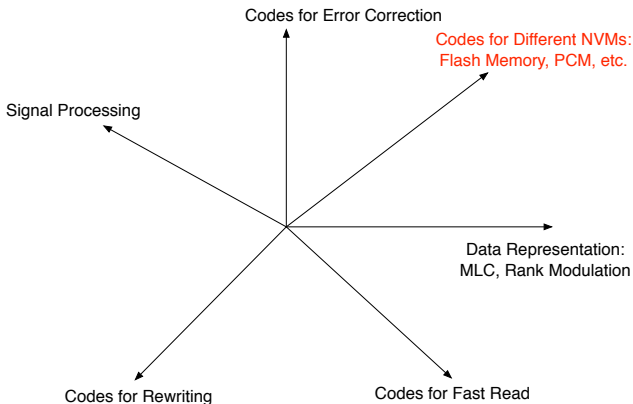 Codes for Error Correction
Codes for Different NVMs:
Flash Memory, PCM, etc.
Signal Processing
Data Representation:
MLC, Rank Modulation
Codes for Rewriting
Codes for Fast Read